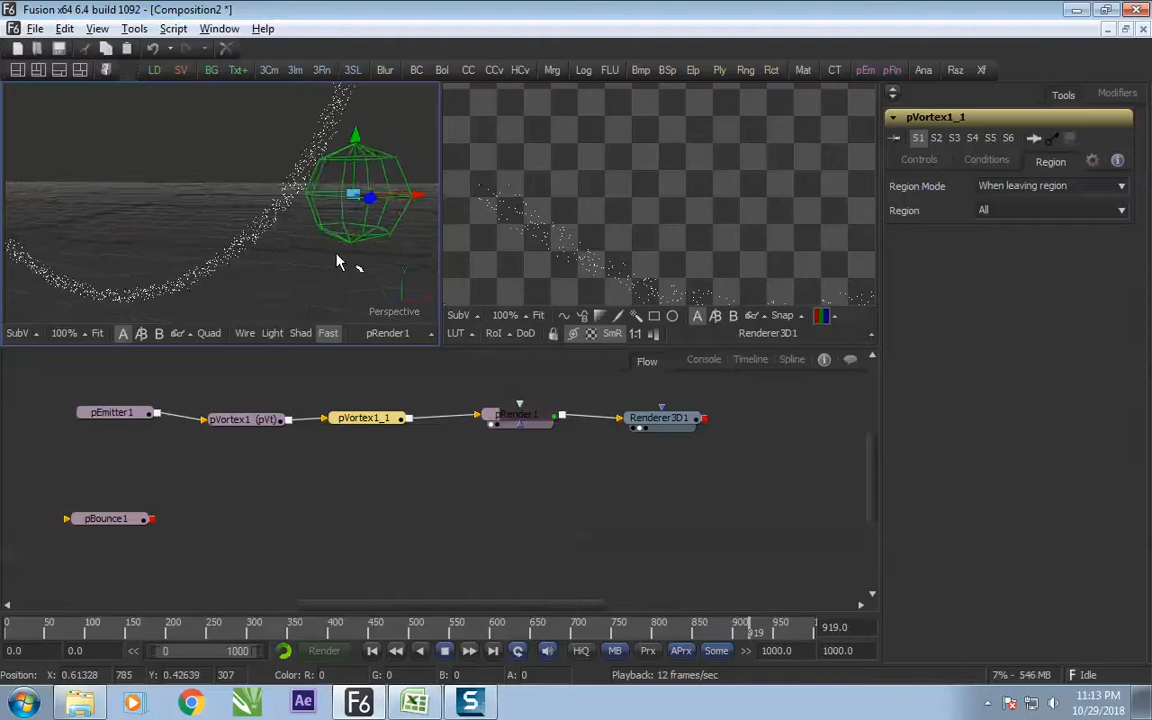 Fusion x64 6.4 build 1092 - [Composition2 *]
File Edit View Tools Script Window Help
LD SV BG Txt+ 3Cm 3Im 3Rn 3SL Blur BC Bol CC CCv HCv Mrg Log FLU Bmp BSp Elp Ply Rng Rct Mat CT pEm pRn Ana Rsz Xf
Tools Modifiers
pVortex1_1
S1 S2 S3 S4 S5 S6
Controls Conditions Region
Region Mode When leaving region
Region All
Y
Perspective
SubV 100% Fit A B Quad Wire Light Shad Fast pRender1
SubV 100% Fit A B Snap
LUT RoI DoD SmR 1:1 Renderer3D1
Flow Console Timeline Spline
pEmitter1
pVortex1 (pVt)
pVortex1_1
pRender1
Renderer3D1
pBounce1
0 50 100 150 200 250 300 350 400 450 500 550 600 650 700 750 800 850 900 950
919 919.0
0.0 0.0 << 0 1000 Render HiQ MB Prx APrx Some >> 1000.0 1000.0
Position: X: 0.61328 785 Y: 0.42639 307 Color: R: 0 G: 0 B: 0 A: 0 Playback: 12 frames/sec 7% - 546 MB Idle
Ae F6 S
11:13 PM
10/29/2018